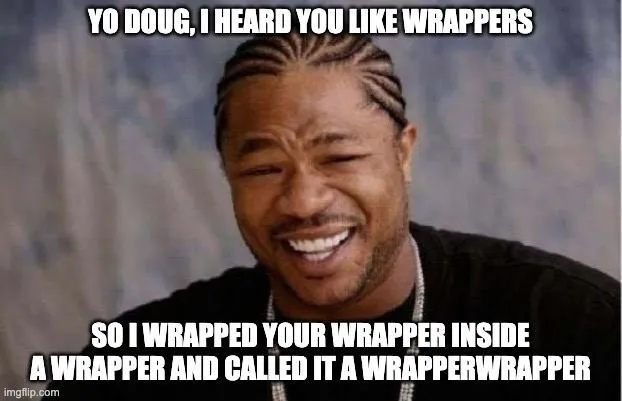 YO DOUG, I HEARD YOU LIKE WRAPPERS
SO I WRAPPED YOUR WRAPPER INSIDE
A WRAPPER AND CALLED IT A WRAPPERWRAPPER
imgflip.com